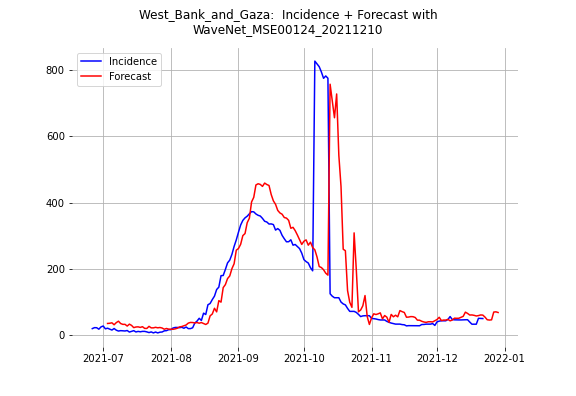 West_Bank_and_Gaza:  Incidence + Forecast with
WaveNet_MSE00124_20211210
Incidence
Forecast
800
600
400
200
0
2021-07 2021-08 2021-09 2021-10 2021-11 2021-12 2022-01